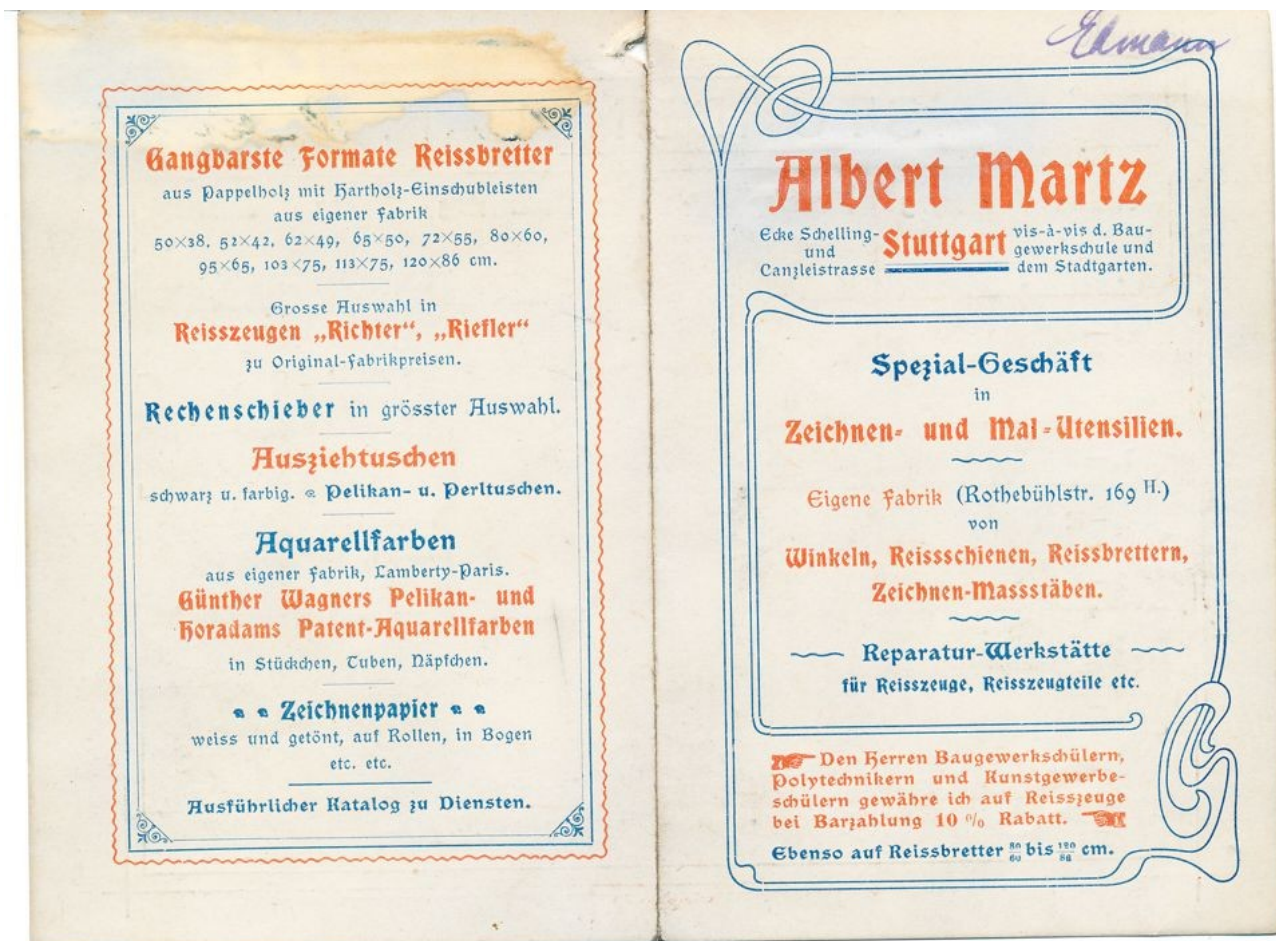 Gangbarste Formate Reissbretter
aus Pappelholz mit Hartholz-Einschubleisten
aus eigener Fabrik
50×38, 52×42, 62×49, 65×50, 72×55, 80×60,
95×65, 103×75, 113×75, 120×86 cm.
Grosse Auswahl in
Reisszeugen „Richter“, „Riefler“
zu Original-Fabrikpreisen.
Rechenschieber in grösster Auswahl.
Ausziehtuschen
schwarz u. farbig. Pelikan- u. Perltuschen.
Aquarellfarben
aus eigener Fabrik, Lamberty-Paris.
Günther Wagners Pelikan- und
Horadams Patent-Aquarellfarben
in Stückchen, Tuben, Näpfchen.
Zeichnenpapier
weiss und getönt, auf Rollen, in Bogen
etc. etc.
Ausführlicher Katalog zu Diensten.
Albert Martz
Ecke Schelling-
und
Canzleistrasse
Stuttgart
vis-à-vis d. Bau-
gewerkschule und
dem Stadtgarten.
Spezial-Geschäft
in
Zeichnen- und Mal-Utensilien.
Eigene Fabrik (Rothebühlstr. 169 H.)
von
Winkeln, Reissschienen, Reissbrettern,
Zeichnen-Massstäben.
Reparatur-Werkstätte
für Reisszeuge, Reisszeugteile etc.
Den Herren Baugewerkschülern,
Polytechnikern und Kunstgewerbe-
schülern gewähre ich auf Reisszeuge
bei Barzahlung 10 % Rabatt.
Ebenso auf Reissbretter 80/60 bis 120/86 cm.